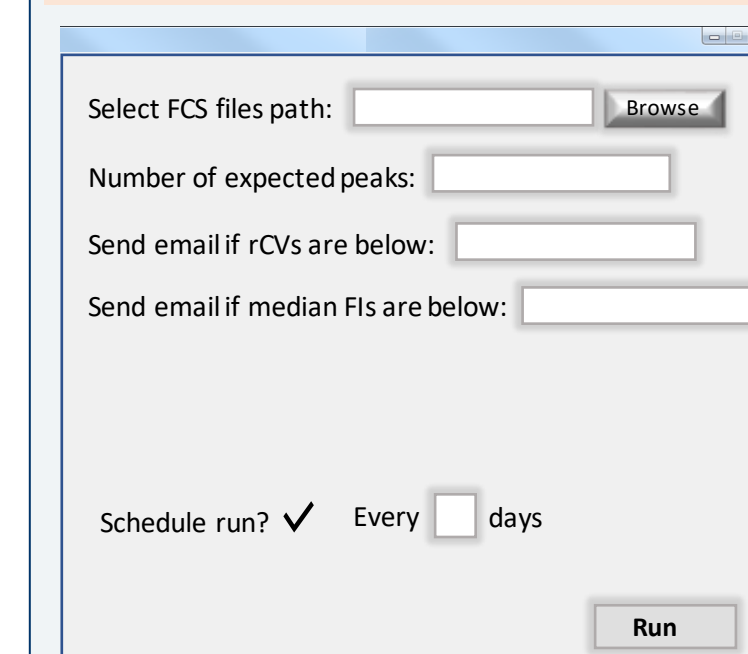 Select FCS files path: Browse
Number of expected peaks:
Send email if rCVs are below:
Send email if median FIs are below:
Schedule run? Every days
Run